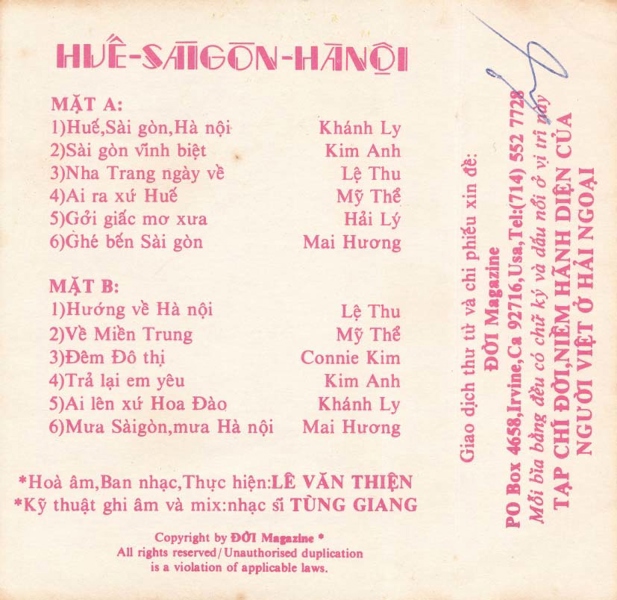 HUẾ-SÀIGÒN-HÀNỘI
MẶT A:
1)Huế,Sài gòn,Hà nội Khánh Ly
2)Sài gòn vĩnh biệt Kim Anh
3)Nha Trang ngày về Lệ Thu
4)Ai ra xứ Huế Mỹ Thể
5)Gởi giấc mơ xưa Hải Lý
6)Ghé bến Sài gòn Mai Hương
MẶT B:
1)Hướng về Hà nội Lệ Thu
2)Về Miền Trung Mỹ Thể
3)Đêm Đô thị Connie Kim
4)Trả lại em yêu Kim Anh
5)Ai lên xứ Hoa Đào Khánh Ly
6)Mưa Sàigòn,mưa Hà nội Mai Hương
*Hoà âm,Ban nhạc,Thực hiện:LÊ VĂN THIỆN
*Kỹ thuật ghi âm và mix:nhạc sĩ TÙNG GIANG
Copyright by ĐỜI Magazine *
All rights reserved/Unauthorised duplication
is a violation of applicable laws.
Giao dịch thư từ và chi phiếu xin đề:
ĐỜI Magazine
PO Box 4658,Irvine,Ca 92716,Usa,Tel:(714) 552 7728
Mỗi bìa băng đều có chữ ký và dấu nổi ở vị trí này
TẠP CHÍ ĐỜI,NIỀM HÃNH DIỆN CỦA
NGƯỜI VIỆT Ở HẢI NGOẠI